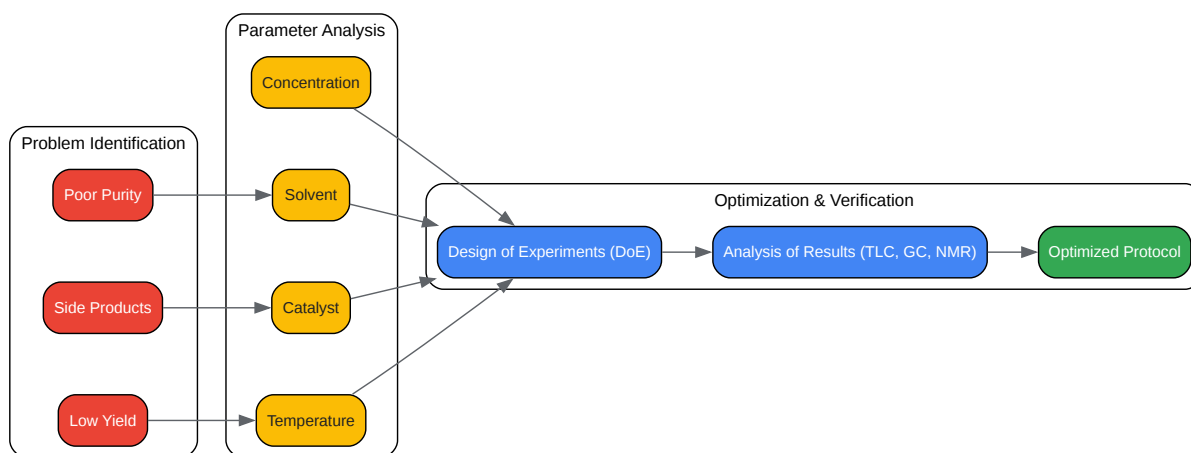 Parameter Analysis
Concentration
Problem Identification
Poor Purity
Solvent
Optimization & Verification
Design of Experiments (DoE)
Analysis of Results (TLC, GC, NMR)
Optimized Protocol
Side Products
Catalyst
Low Yield
Temperature